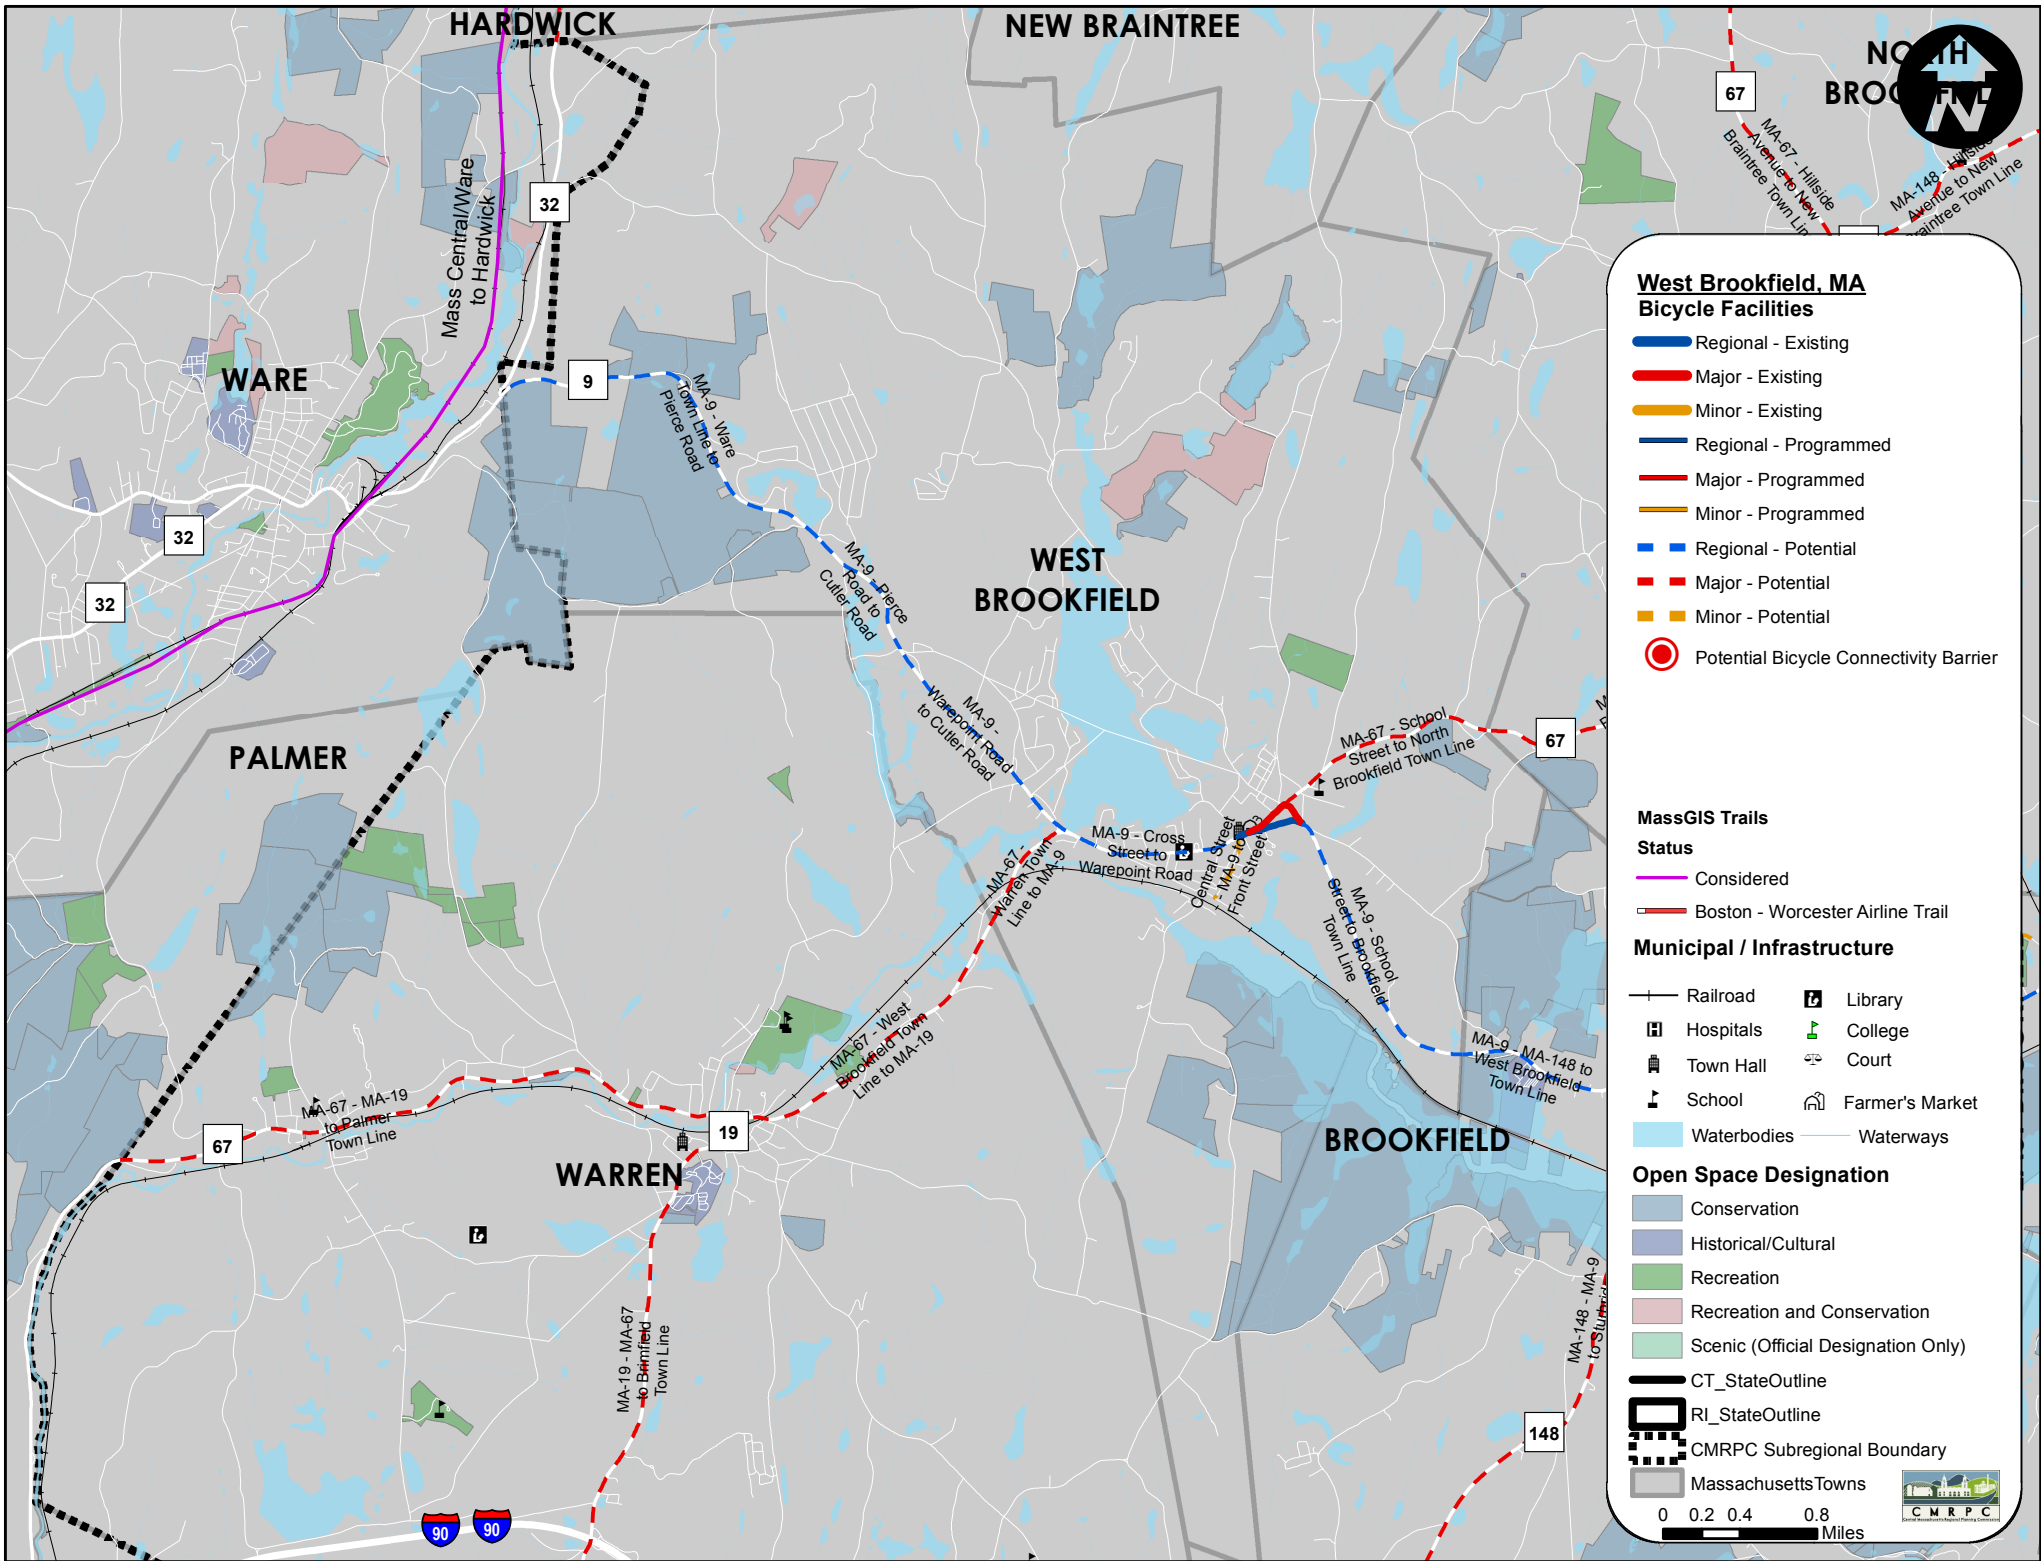 HARDWICK
NEW BRAINTREE
NORTH
67
MA-67 - Hillside
Avenue to New
Braintree Town Lin
MA-148 - Hillside
Avenue to New
raintree Town Line
Mass Central/Ware
to Hardwick
32
WARE
9
MA-9 - Ware
Town Line to
Pierce Road
32
32
MA-9 - Pierce
Road to
Cutler Road
WEST
BROOKFIELD
MA-9 -
Warepoint Road
to Cutler Road
PALMER
MA-67 - School
Street to North
Brookfield Town Line
67
MA-9 - Cross
Street to
Warepoint Road
Central Street
- MA-9 to
Front Street
MA-67 -
Warren Town
Line to MA-9
MA-9 - School
Street to Brookfield
Town Line
MA-67 - West
Brookfield Town
Line to MA-19
MA-9 - MA-148 to
West Brookfield
Town Line
MA-67 - MA-19
to Palmer
Town Line
67
19
WARREN
BROOKFIELD
MA-19 - MA-67
to Brimfield
Town Line
MA-148 - MA-9
to Sturbrid
148
90
90
West Brookfield, MA
Bicycle Facilities
Regional - Existing
Major - Existing
Minor - Existing
Regional - Programmed
Major - Programmed
Minor - Programmed
Regional - Potential
Major - Potential
Minor - Potential
Potential Bicycle Connectivity Barrier
MassGIS Trails
Status
Considered
Boston - Worcester Airline Trail
Municipal / Infrastructure
Railroad
Library
Hospitals
College
Town Hall
Court
School
Farmer's Market
Waterbodies
Waterways
Open Space Designation
Conservation
Historical/Cultural
Recreation
Recreation and Conservation
Scenic (Official Designation Only)
CT_StateOutline
RI_StateOutline
CMRPC Subregional Boundary
MassachusettsTowns
CMRPC
0 0.2 0.4 0.8
Miles